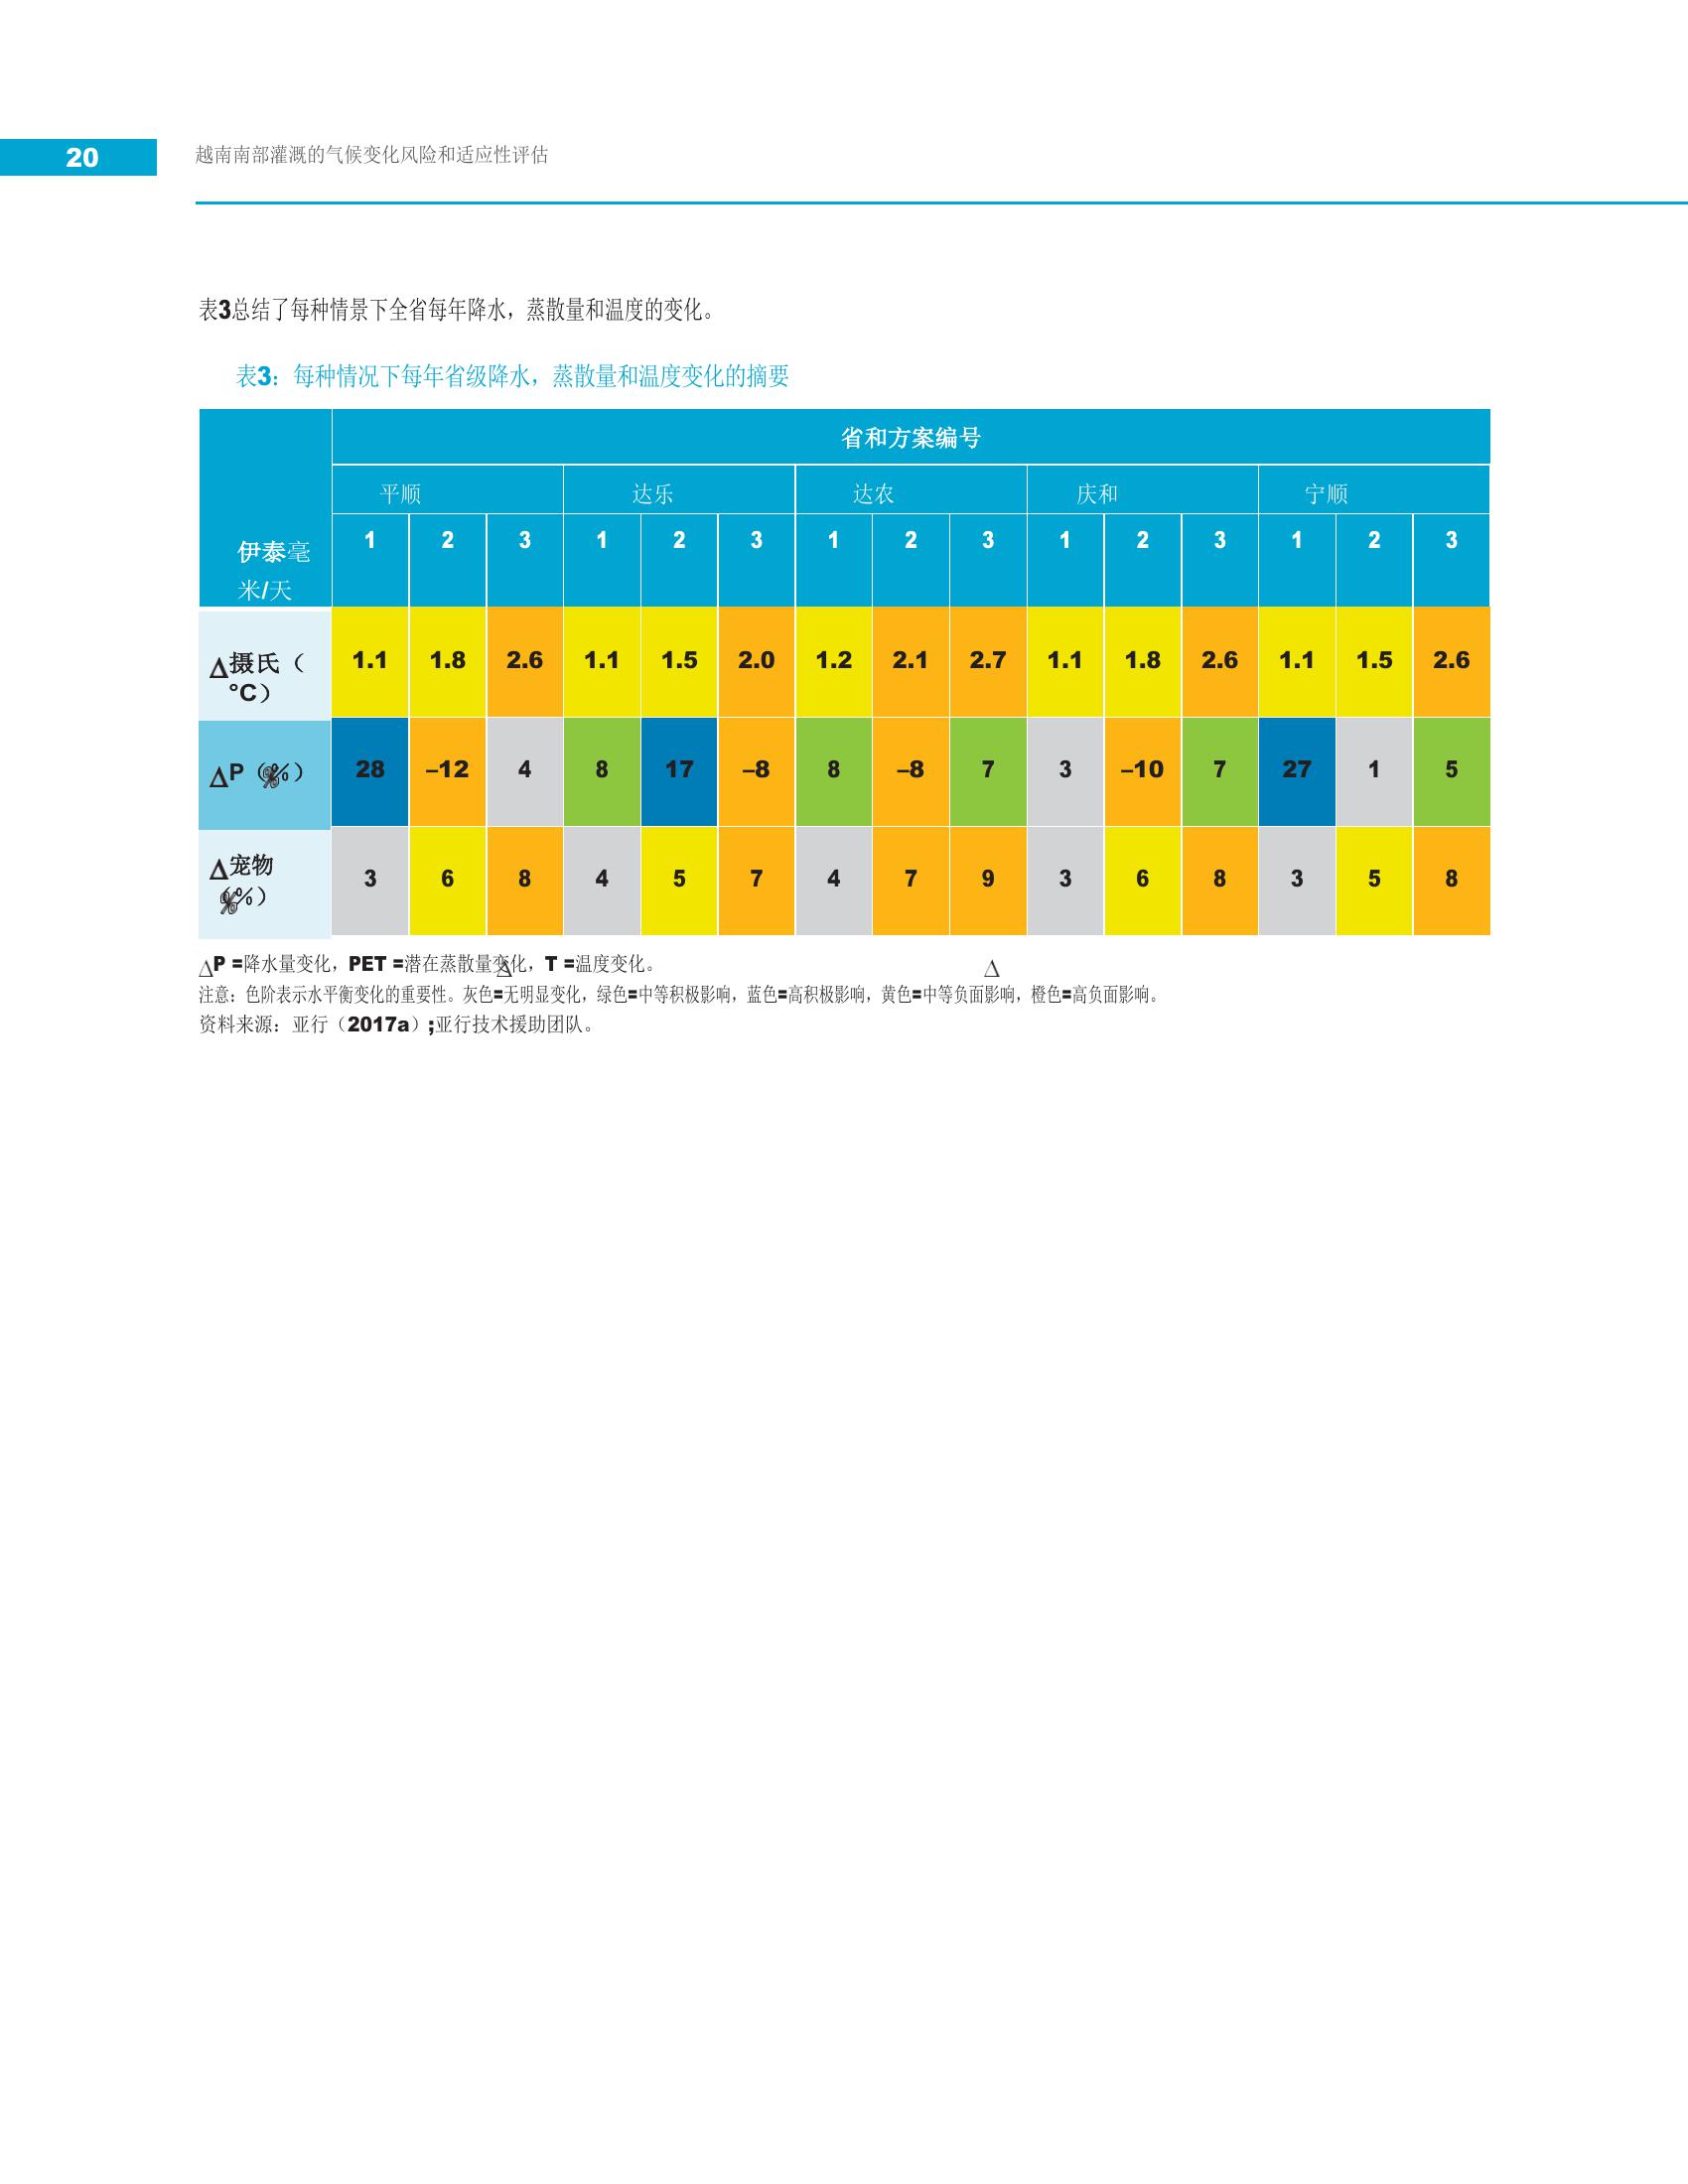 20
越南南部灌溉的气候变化风险和适应性评估
表3总结了每种情景下全省每年降水，蒸散量和温度的变化。
表3：每种情况下每年省级降水，蒸散量和温度变化的摘要
省和方案编号
平顺 达乐 达农 庆和 宁顺
伊泰毫
米/天
1 2 3 1 2 3 1 2 3 1 2 3 1 2 3
Δ摄氏（
°C）
1.1 1.8 2.6 1.1 1.5 2.0 1.2 2.1 2.7 1.1 1.8 2.6 1.1 1.5 2.6
ΔP（%）
28 –12 4 8 17 –8 8 –8 7 3 –10 7 27 1 5
Δ宠物
（%）
3 6 8 4 5 7 4 7 9 3 6 8 3 5 8
ΔP =降水量变化，PET =潜在蒸散量变化，T =温度变化。
Δ Δ
注意：色阶表示水平衡变化的重要性。灰色=无明显变化，绿色=中等积极影响，蓝色=高积极影响，黄色=中等负面影响，橙色=高负面影响。
资料来源：亚行（2017a）;亚行技术援助团队。